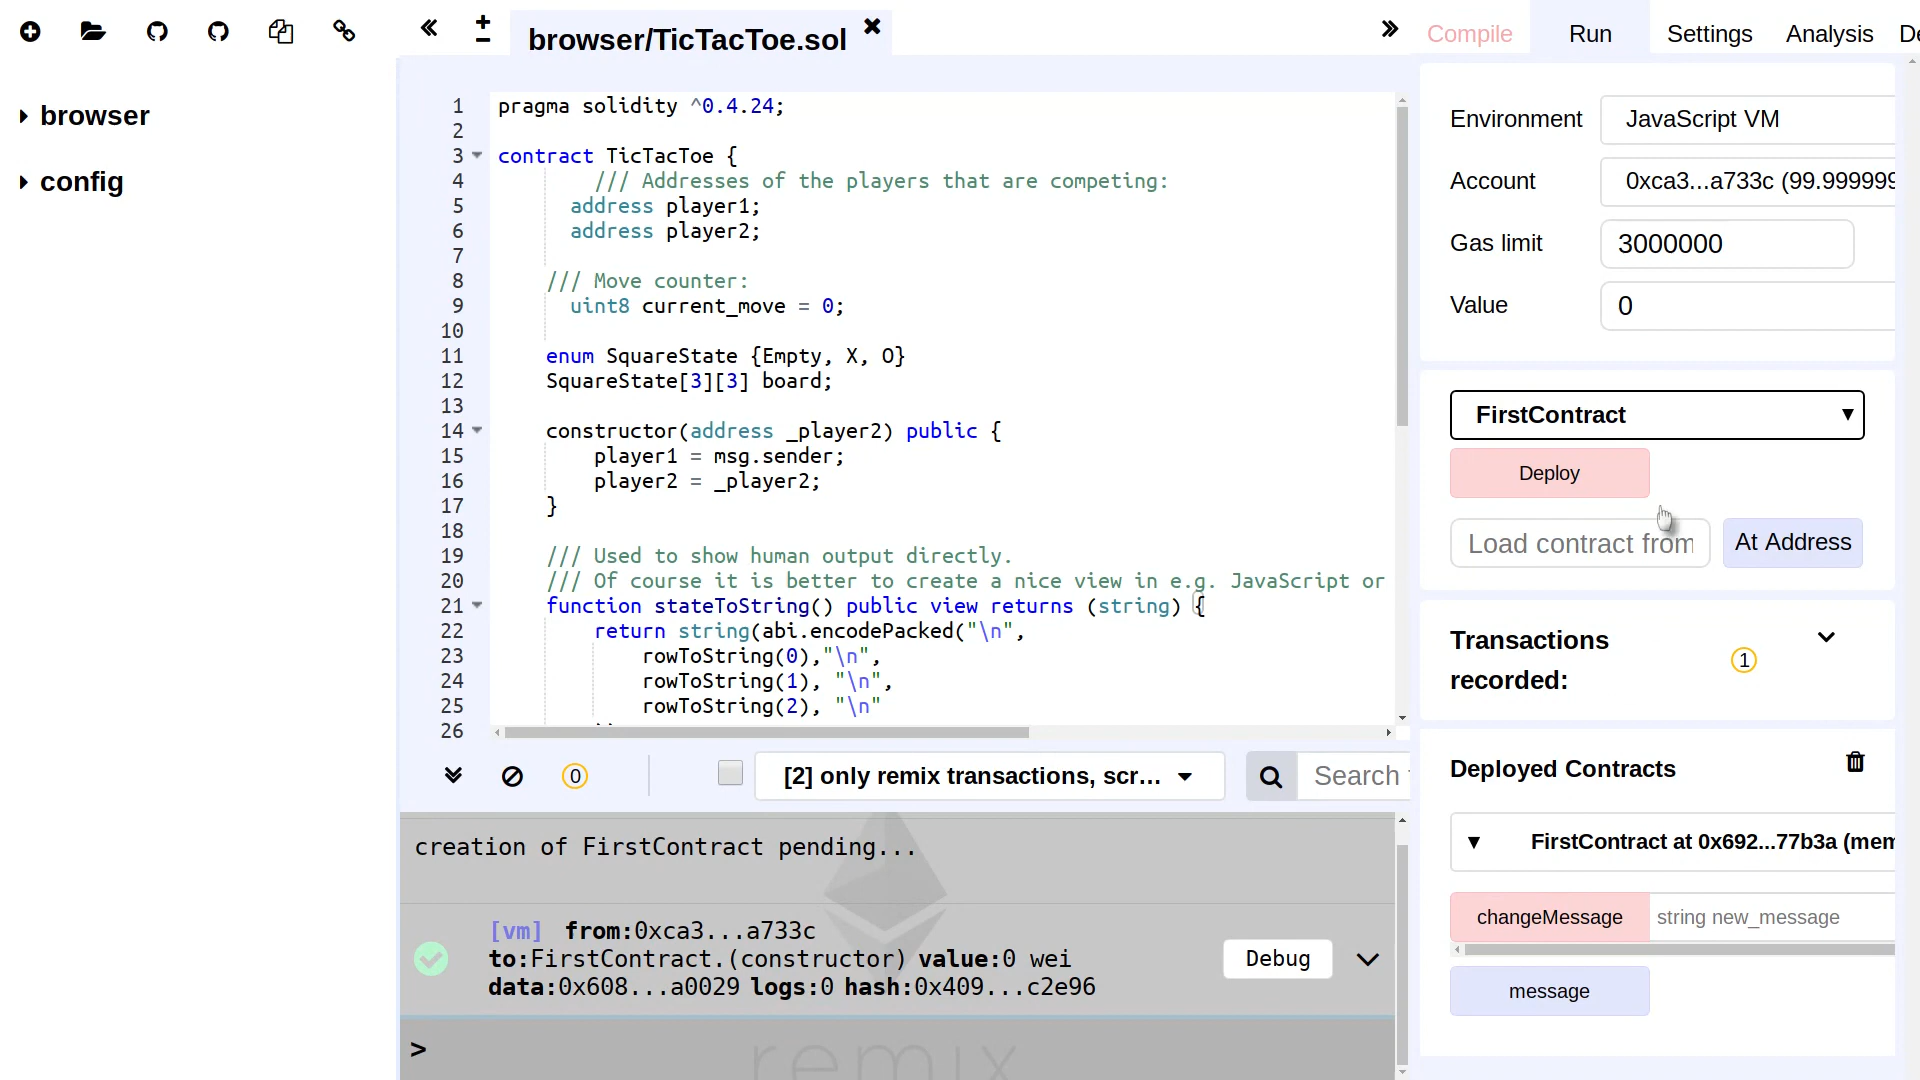 browser/TicTacToe.sol
Compile
Run
Settings
Analysis
De
browser
config
1 pragma solidity ^0.4.24;
2
3 contract TicTacToe {
4 /// Addresses of the players that are competing:
5 address player1;
6 address player2;
7
8 /// Move counter:
9 uint8 current_move = 0;
10
11 enum SquareState {Empty, X, O}
12 SquareState[3][3] board;
13
14 constructor(address _player2) public {
15 player1 = msg.sender;
16 player2 = _player2;
17 }
18
19 /// Used to show human output directly.
20 /// Of course it is better to create a nice view in e.g. JavaScript or
21 function stateToString() public view returns (string) {
22 return string(abi.encodePacked("\n",
23 rowToString(0),"\n",
24 rowToString(1), "\n",
25 rowToString(2), "\n"
26
0
[2] only remix transactions, scr...
Search
creation of FirstContract pending...
[vm] from:0xca3...a733c
to:FirstContract.(constructor) value:0 wei
data:0x608...a0029 logs:0 hash:0x409...c2e96
Debug
>
remix
Environment JavaScript VM
Account 0xca3...a733c (99.999999
Gas limit 3000000
Value 0
FirstContract
Deploy
Load contract from
At Address
Transactions
recorded:
1
Deployed Contracts
FirstContract at 0x692...77b3a (mem
changeMessage string new_message
message